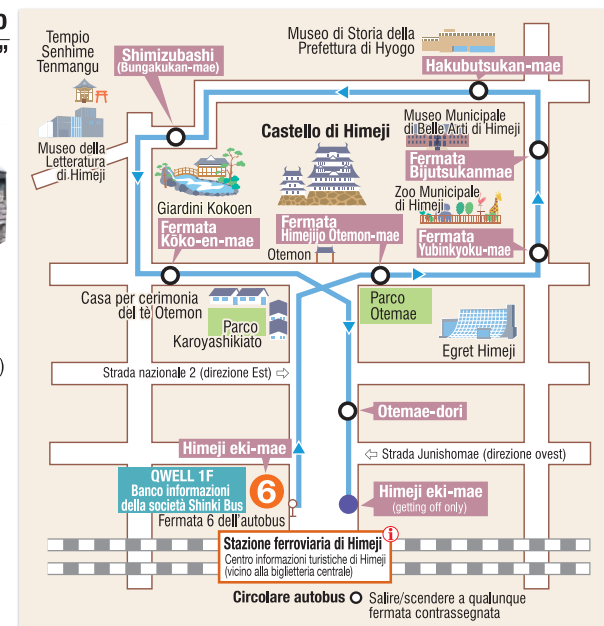 ”
)
Tempio
Senhime
Tenmangu
Shimizubashi
(Bungakukan-mae)
Museo di Storia della
Prefettura di Hyogo
Hakubutsukan-mae
Museo della
Letteratura
di Himeji
Castello di Himeji
Museo Municipale
di Belle Arti di Himeji
Fermata
Bijutsukanmae
Giardini Kokoen
Zoo Municipale
di Himeji
Fermata
Kōko-en-mae
Fermata
Himejijo Otemon-mae
Otemon
Fermata
Yubinkyoku-mae
Casa per cerimonia
del tè Otemon
Parco
Karoyashikiato
Parco
Otemae
Egret Himeji
Strada nazionale 2 (direzione Est) ⇨
Otemae-dori
Himeji eki-mae
⇦ Strada Junishomae (direzione ovest)
QWELL 1F
Banco informazioni
della società Shinki Bus
6
Fermata 6 dell'autobus
Himeji eki-mae
(getting off only)
Stazione ferroviaria di Himeji
i
Centro informazioni turistiche di Himeji
(vicino alla biglietteria centrale)
Circolare autobus
Salire/scendere a qualunque
fermata contrassegnata